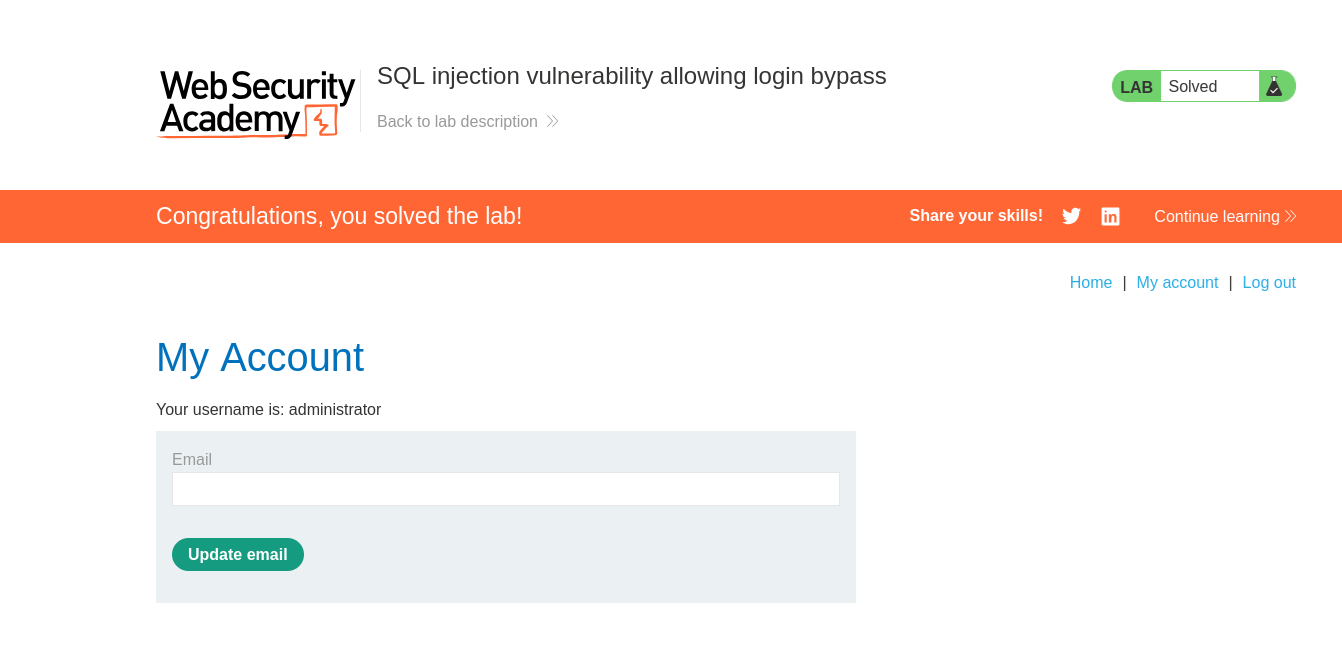 Web Security
Academy
SQL injection vulnerability allowing login bypass
Back to lab description
LAB Solved
Congratulations, you solved the lab!
Share your skills!
Continue learning
Home | My account | Log out
My Account
Your username is: administrator
Email
Update email